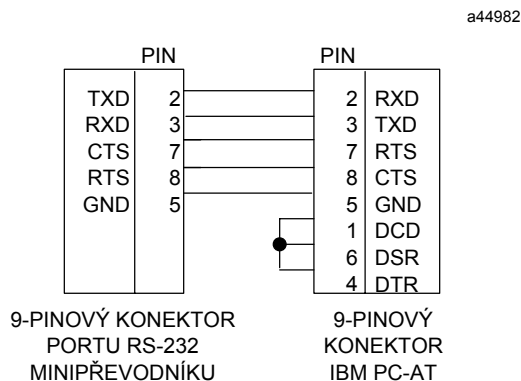 a44982
PIN PIN
TXD 2 2 RXD
RXD 3 3 TXD
CTS 7 7 RTS
RTS 8 8 CTS
GND 5 5 GND
1 DCD
6 DSR
4 DTR
9-PINOVÝ KONEKTOR
PORTU RS-232
MINIPŘEVODNÍKU
9-PINOVÝ
KONEKTOR
IBM PC-AT